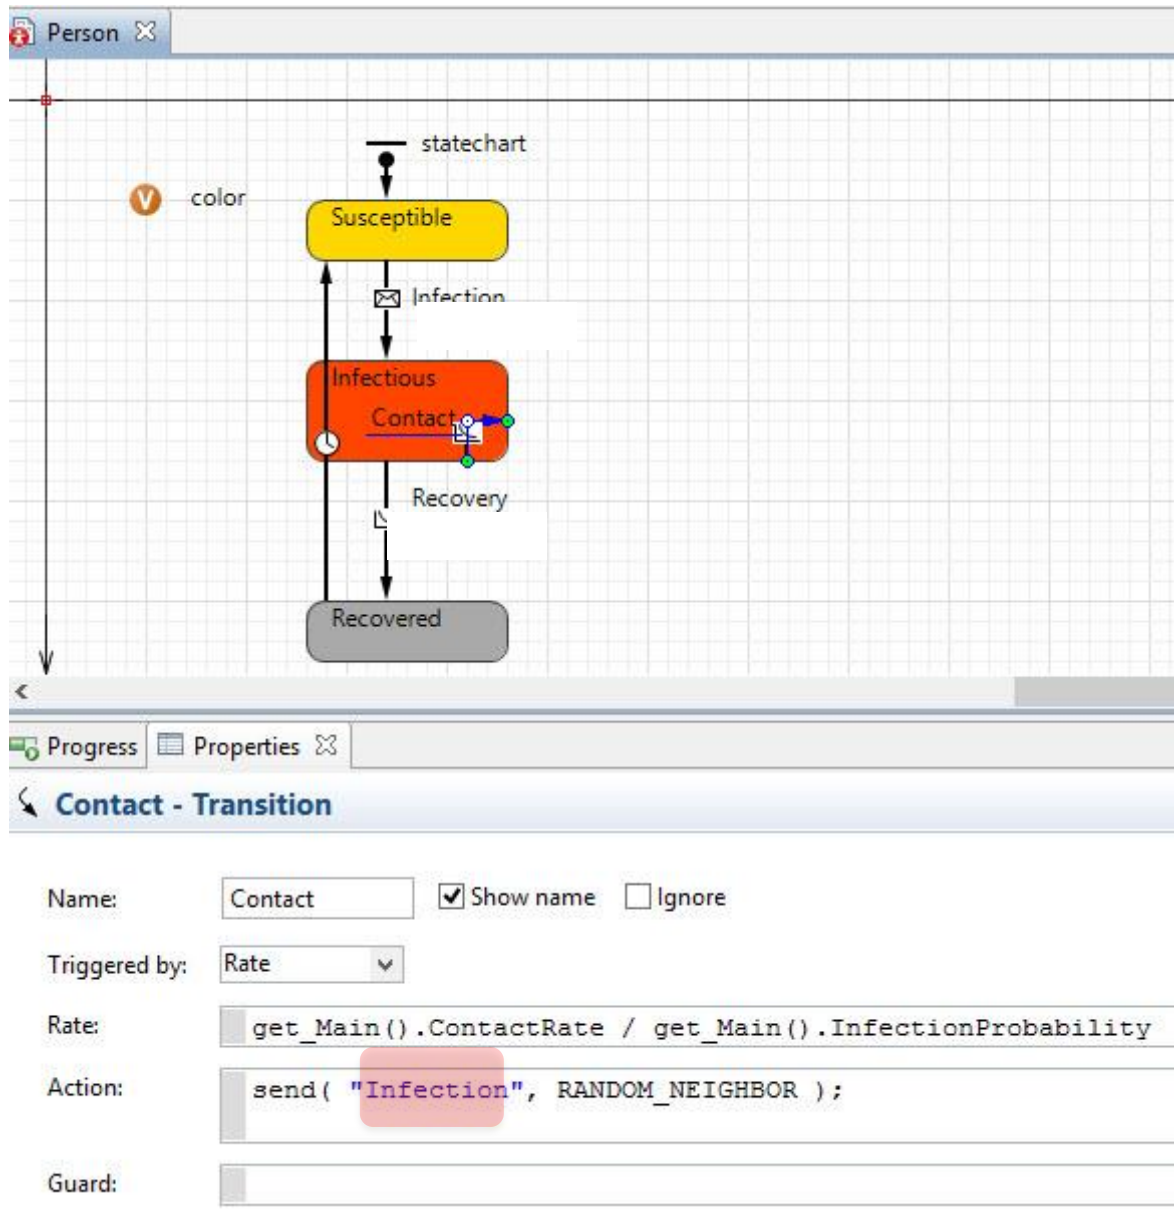 Person
statechart
V color
Susceptible
Infection
Infectious
Contact
Recovery
Recovered
Progress Properties
Contact - Transition
Name: Contact Show name Ignore
Triggered by: Rate
Rate: get_Main().ContactRate / get_Main().InfectionProbability
Action: send( "Infection", RANDOM_NEIGHBOR );
Guard: